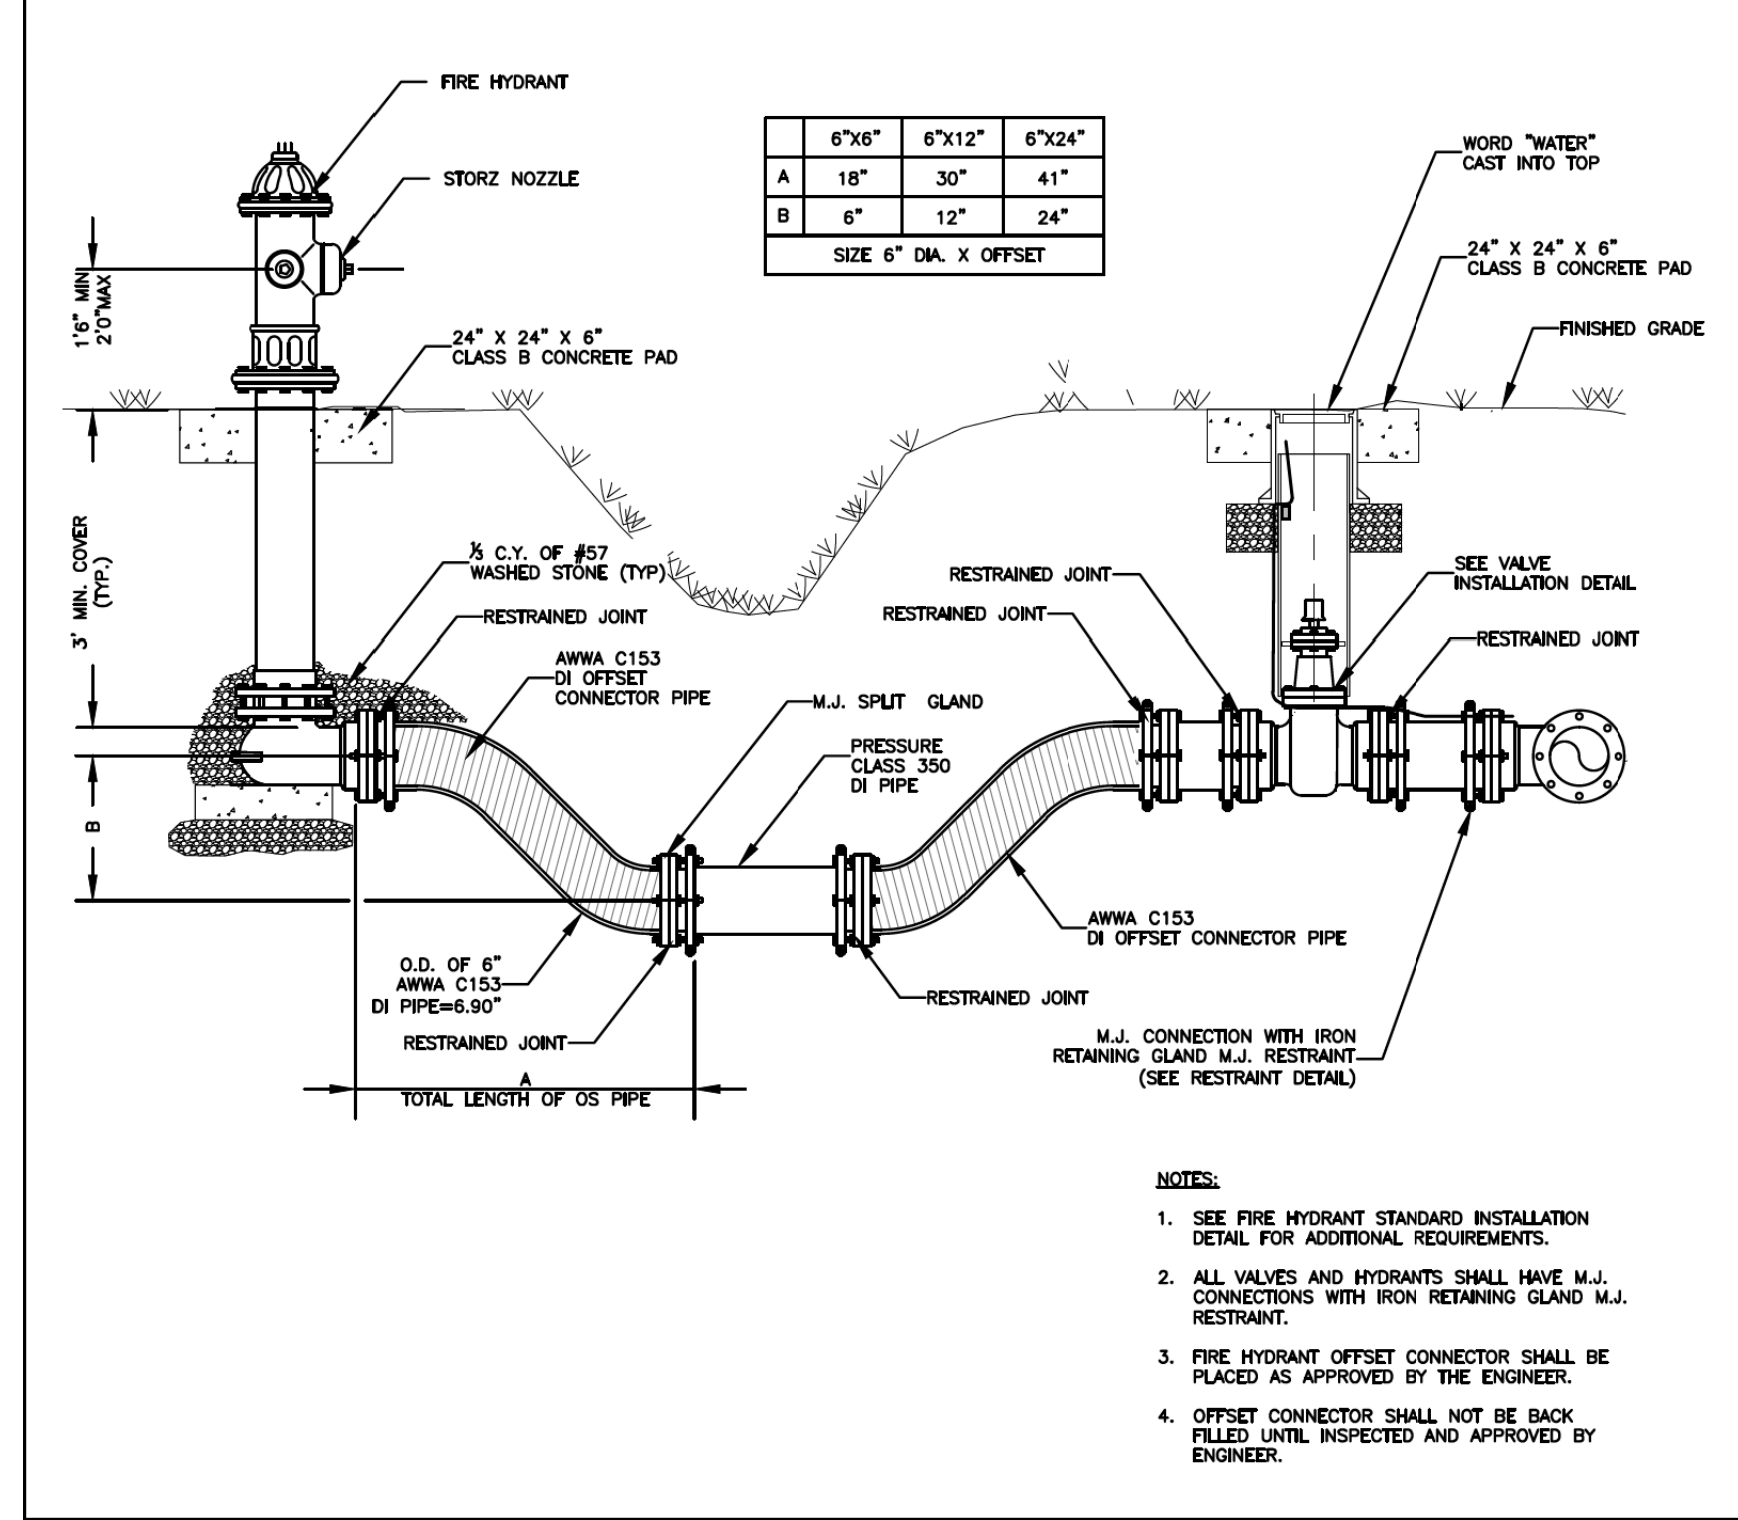 FIRE HYDRANT
STORZ NOZZLE
1'6" MIN
2'0"MAX
24" X 24" X 6"
CLASS B CONCRETE PAD
6"X6" 6"X12" 6"X24"
A 18" 30" 41"
B 6" 12" 24"
SIZE 6" DIA. X OFFSET
WORD "WATER"
CAST INTO TOP
24" X 24" X 6"
CLASS B CONCRETE PAD
FINISHED GRADE
3' MIN. COVER
(TYP.)
⅓ C.Y. OF #57
WASHED STONE (TYP)
RESTRAINED JOINT
AWWA C153
DI OFFSET
CONNECTOR PIPE
M.J. SPLIT GLAND
PRESSURE
CLASS 350
DI PIPE
RESTRAINED JOINT
RESTRAINED JOINT
SEE VALVE
INSTALLATION DETAIL
RESTRAINED JOINT
B
O.D. OF 6"
AWWA C153
DI PIPE=6.90"
RESTRAINED JOINT
A
TOTAL LENGTH OF OS PIPE
AWWA C153
DI OFFSET CONNECTOR PIPE
RESTRAINED JOINT
M.J. CONNECTION WITH IRON
RETAINING GLAND M.J. RESTRAINT
(SEE RESTRAINT DETAIL)
NOTES:
1. SEE FIRE HYDRANT STANDARD INSTALLATION
DETAIL FOR ADDITIONAL REQUIREMENTS.
2. ALL VALVES AND HYDRANTS SHALL HAVE M.J.
CONNECTIONS WITH IRON RETAINING GLAND M.J.
RESTRAINT.
3. FIRE HYDRANT OFFSET CONNECTOR SHALL BE
PLACED AS APPROVED BY THE ENGINEER.
4. OFFSET CONNECTOR SHALL NOT BE BACK
FILLED UNTIL INSPECTED AND APPROVED BY
ENGINEER.